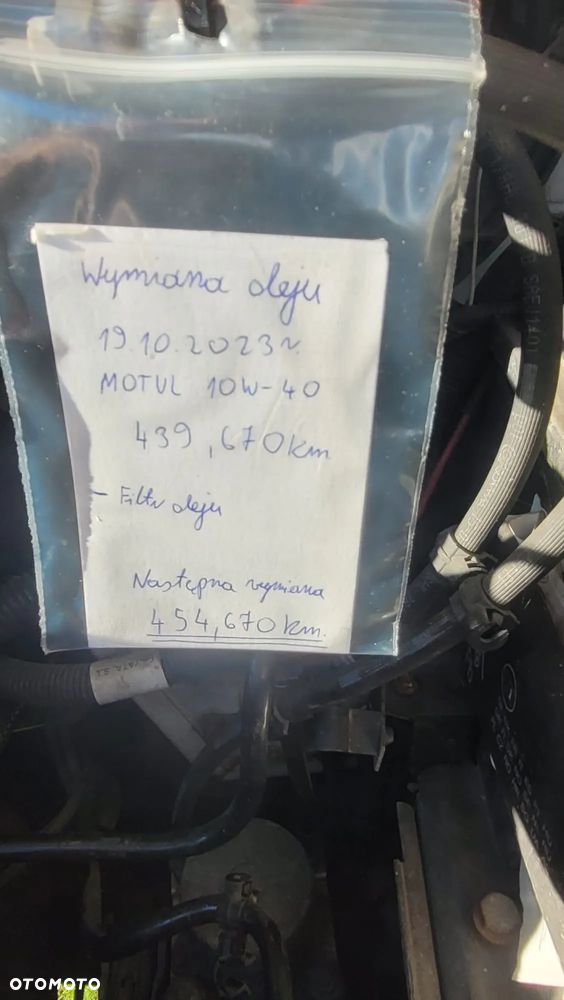 Wymiana oleju
19.10.2023r.
MOTUL 10W-40
439,670km
- Filtr oleju
Następna wymiana
454,670km.
OTOMOTO